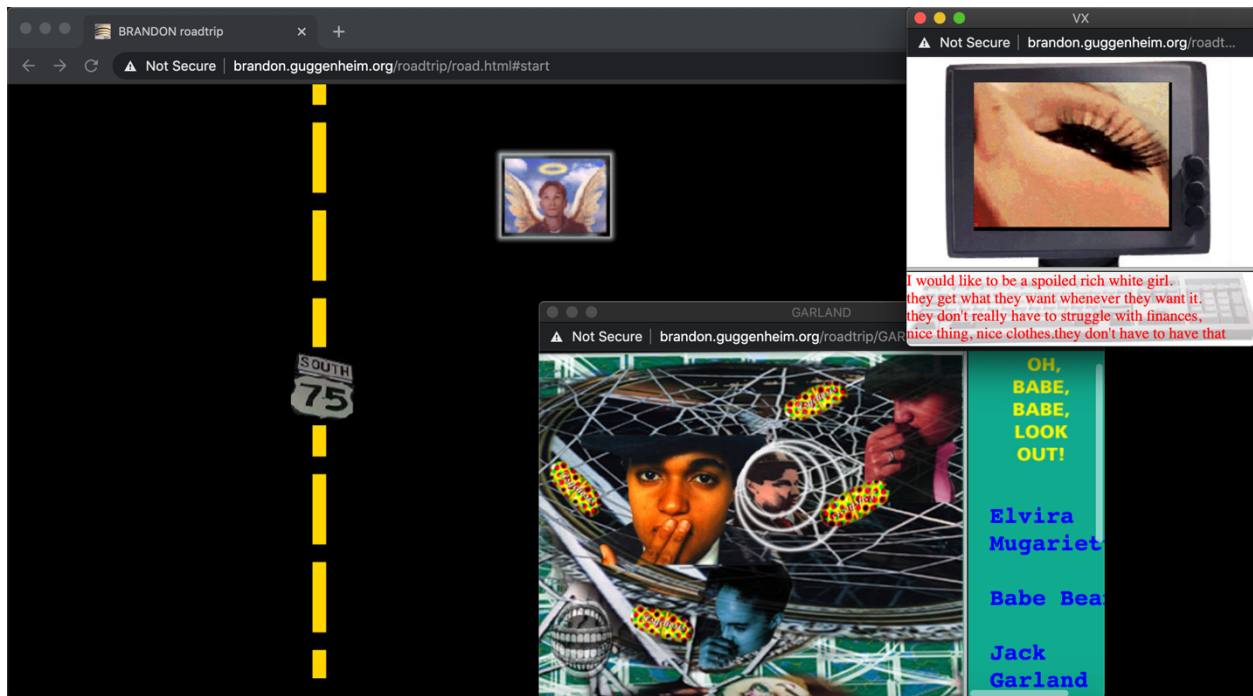 BRANDON roadtrip
Not Secure | brandon.guggenheim.org/roadtrip/road.html#start
VX
Not Secure | brandon.guggenheim.org/roadt...
I would like to be a spoiled rich white girl.
they get what they want whenever they want it.
they don't really have to struggle with finances,
nice thing, nice clothes.they don't have to have that
SOUTH
75
GARLAND
Not Secure | brandon.guggenheim.org/roadtrip/GAR
OH,
BABE,
BABE,
LOOK
OUT!
Elvira
Mugariet
Babe Bea
Jack
Garland